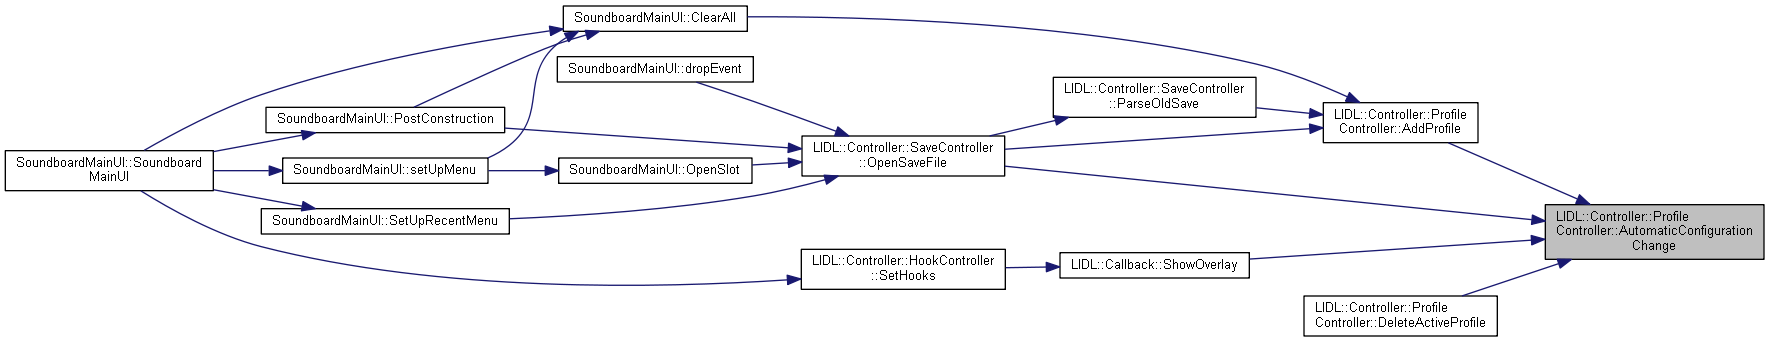 SoundboardMainUI::ClearAll
SoundboardMainUI::dropEvent
LIDL::Controller::SaveController
::ParseOldSave
LIDL::Controller::Profile
Controller::AddProfile
SoundboardMainUI::PostConstruction
LIDL::Controller::SaveController
::OpenSaveFile
SoundboardMainUI::Soundboard
MainUI
SoundboardMainUI::setUpMenu
SoundboardMainUI::OpenSlot
SoundboardMainUI::SetUpRecentMenu
LIDL::Controller::Profile
Controller::AutomaticConfiguration
Change
LIDL::Controller::HookController
::SetHooks
LIDL::Callback::ShowOverlay
LIDL::Controller::Profile
Controller::DeleteActiveProfile